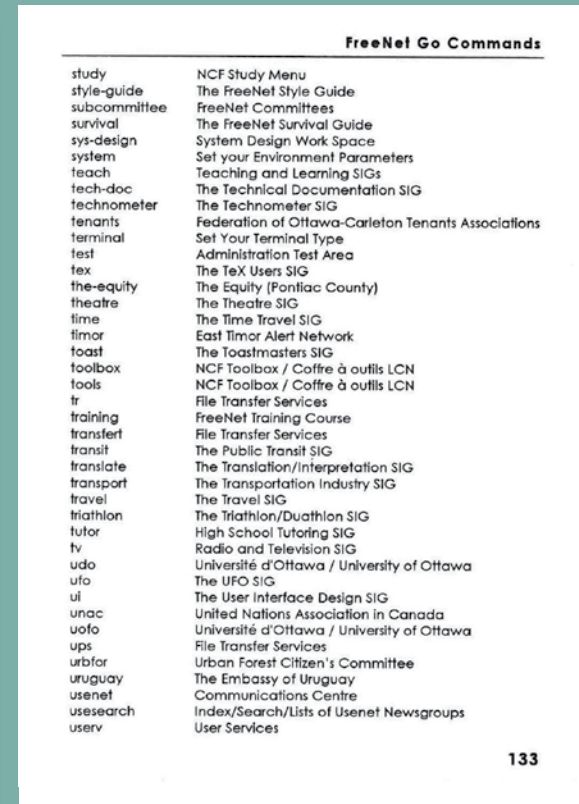 FreeNet Go Commands
study NCF Study Menu
style-guide The FreeNet Style Guide
subcommittee FreeNet Committees
survival The FreeNet Survival Guide
sys-design System Design Work Space
system Set your Environment Parameters
teach Teaching and Learning SIGs
tech-doc The Technical Documentation SIG
technometer The Technometer SIG
tenants Federation of Ottawa-Carleton Tenants Associations
terminal Set Your Terminal Type
test Administration Test Area
tex The TeX Users SIG
the-equity The Equity (Pontiac County)
theatre The Theatre SIG
time The Time Travel SIG
timor East Timor Alert Network
toast The Toastmasters SIG
toolbox NCF Toolbox / Coffre à outils LCN
tools NCF Toolbox / Coffre à outils LCN
tr File Transfer Services
training FreeNet Training Course
transfert File Transfer Services
transit The Public Transit SIG
translate The Translation/Interpretation SIG
transport The Transportation Industry SIG
travel The Travel SIG
triathlon The Triathlon/Duathlon SIG
tutor High School Tutoring SIG
tv Radio and Television SIG
udo Université d'Ottawa / University of Ottawa
ufo The UFO SIG
ui The User Interface Design SIG
unac United Nations Association in Canada
uofo Université d'Ottawa / University of Ottawa
ups File Transfer Services
urbfor Urban Forest Citizen's Committee
uruguay The Embassy of Uruguay
usenet Communications Centre
usesearch Index/Search/Lists of Usenet Newsgroups
userv User Services
133